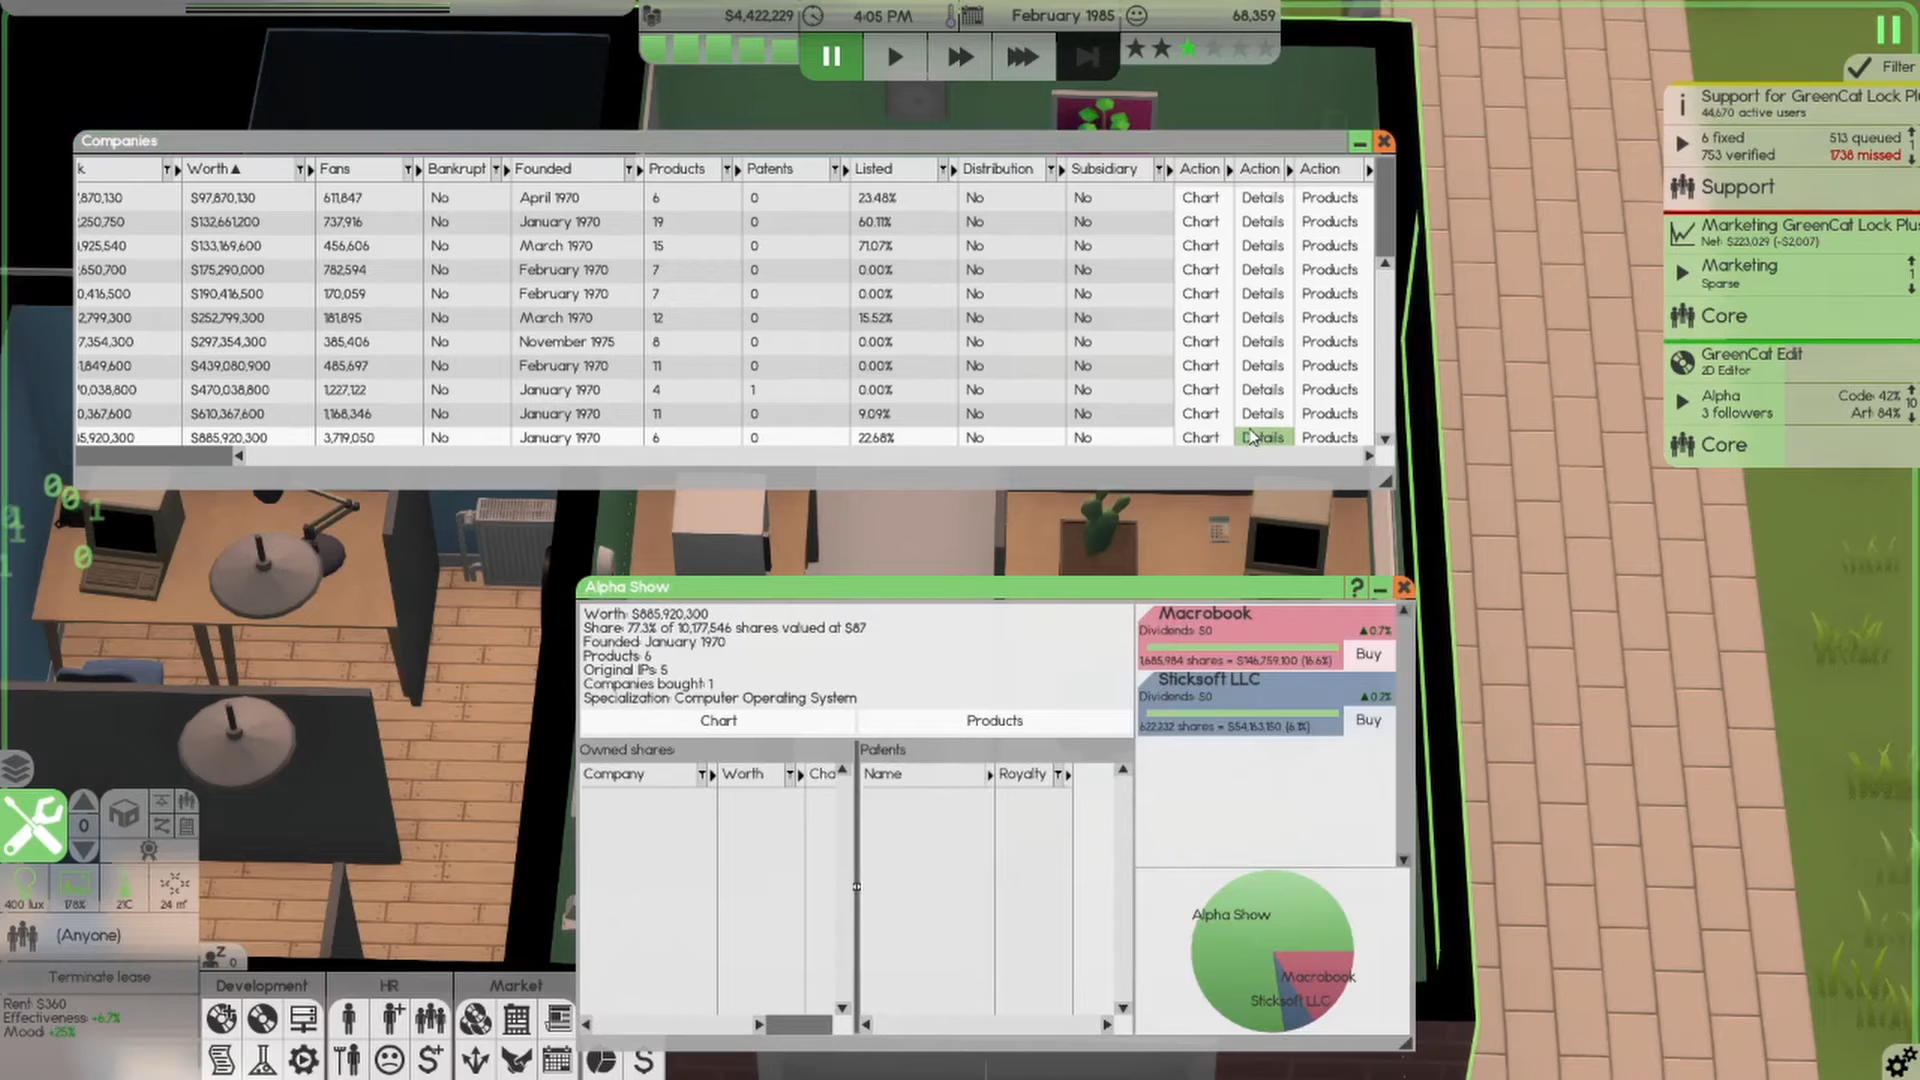 $4,422,229 4:05 PM February 1985 68,359
Filter
Support for GreenCat Lock Plu
44,670 active users
6 fixed 513 queued 1
753 verified 1738 missed
Support
Marketing GreenCat Lock Plus
Net: $223,029 (-$2,007)
Marketing 1
Sparse
Core
GreenCat Edit
2D Editor
Alpha Code: 42% 10
3 followers Art: 84%
Core
Companies
k Worth▲ Fans Bankrupt Founded Products Patents Listed Distribution Subsidiary Action Action Action
,870,130 $97,870,130 611,847 No April 1970 6 0 23.48% No No Chart Details Products
,250,750 $132,661,200 737,916 No January 1970 19 0 60.11% No No Chart Details Products
,925,540 $133,169,600 456,606 No March 1970 15 0 71.07% No No Chart Details Products
,650,700 $175,290,000 782,594 No February 1970 7 0 0.00% No No Chart Details Products
0,416,500 $190,416,500 170,059 No February 1970 7 0 0.00% No No Chart Details Products
2,799,300 $252,799,300 181,895 No March 1970 12 0 15.52% No No Chart Details Products
7,354,300 $297,354,300 385,406 No November 1975 8 0 0.00% No No Chart Details Products
1,849,600 $439,080,900 485,697 No February 1970 11 0 0.00% No No Chart Details Products
0,038,800 $470,038,800 1,227,122 No January 1970 4 1 0.00% No No Chart Details Products
0,367,600 $610,367,600 1,168,346 No January 1970 11 0 9.09% No No Chart Details Products
5,920,300 $885,920,300 3,719,050 No January 1970 6 0 22.68% No No Chart Details Products
Alpha Show ?
Worth: $885,920,300
Share: 77.3% of 10,177,546 shares valued at $87
Founded: January 1970
Products: 6
Original IPs: 5
Companies bought: 1
Specialization: Computer Operating System
Chart Products
Owned shares:
Company Worth Cha
Patents
Name Royalty
Macrobook
Dividends: $0 ▲0.7%
1,685,984 shares = $146,759,100 (16.6%) Buy
Sticksoft LLC
Dividends: $0 ▲0.2%
622,232 shares = $54,163,150 (6.1%) Buy
Alpha Show
Macrobook
Sticksoft LLC
0
400 lux 178% 21C 24 m²
(Anyone)
Terminate lease
Rent: $360
Effectiveness: +6.7%
Mood: +25%
Z 0
Development HR Market